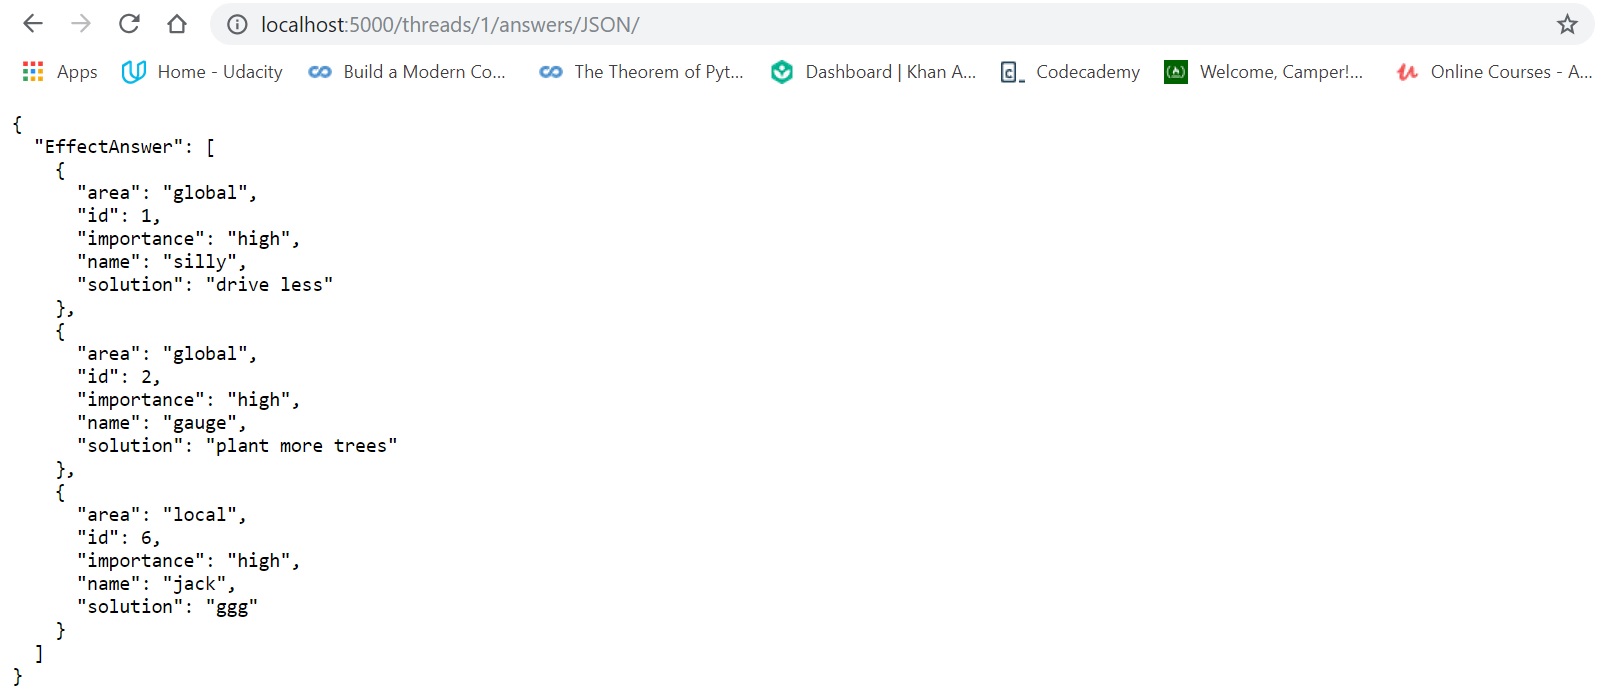 localhost:5000/threads/1/answers/JSON/
Apps Home - Udacity Build a Modern Co... The Theorem of Pyt... Dashboard | Khan A... Codecademy Welcome, Camper!... Online Courses - A...
{
  "EffectAnswer": [
    {
      "area": "global",
      "id": 1,
      "importance": "high",
      "name": "silly",
      "solution": "drive less"
    },
    {
      "area": "global",
      "id": 2,
      "importance": "high",
      "name": "gauge",
      "solution": "plant more trees"
    },
    {
      "area": "local",
      "id": 6,
      "importance": "high",
      "name": "jack",
      "solution": "ggg"
    }
  ]
}